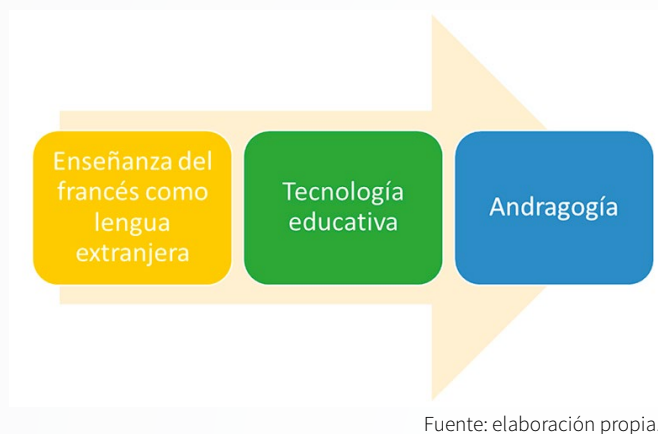 Enseñanza del
francés como
lengua
extranjera
Tecnología
educativa
Andragogía
Fuente: elaboración propia.